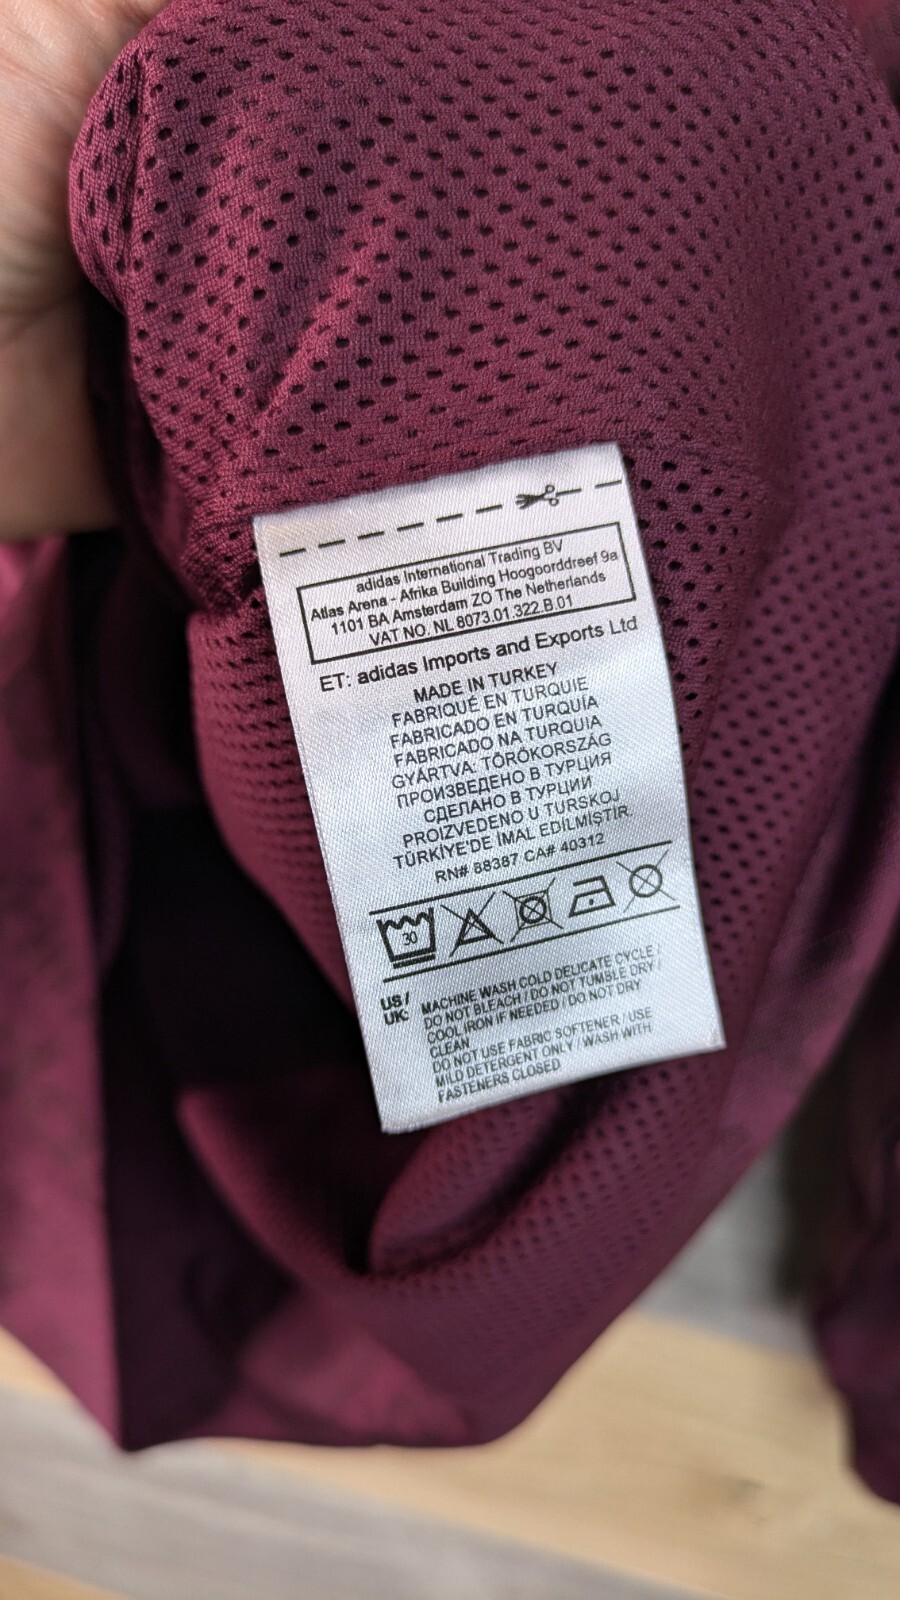 adidas International Trading BV
Atlas Arena - Afrika Building Hoogoorddreef 9a
1101 BA Amsterdam ZO The Netherlands
VAT NO. NL 8073.01.322.B.01
ET: adidas Imports and Exports Ltd
MADE IN TURKEY
FABRIQUÉ EN TURQUIE
FABRICADO EN TURQUÍA
FABRICADO NA TURQUIA
GYÁRTVA: TÖRÖKORSZÁG
ПРОИЗВЕДЕНО В ТУРЦИЯ
СДЕЛАНО В ТУРЦИИ
PROIZVEDENO U TURSKOJ
TÜRKİYE'DE İMAL EDİLMİŞTİR.
RN# 88387 CA# 40312
30
US / UK: MACHINE WASH COLD DELICATE CYCLE /
DO NOT BLEACH / DO NOT TUMBLE DRY /
COOL IRON IF NEEDED / DO NOT DRY
CLEAN
DO NOT USE FABRIC SOFTENER / USE
MILD DETERGENT ONLY / WASH WITH
FASTENERS CLOSED